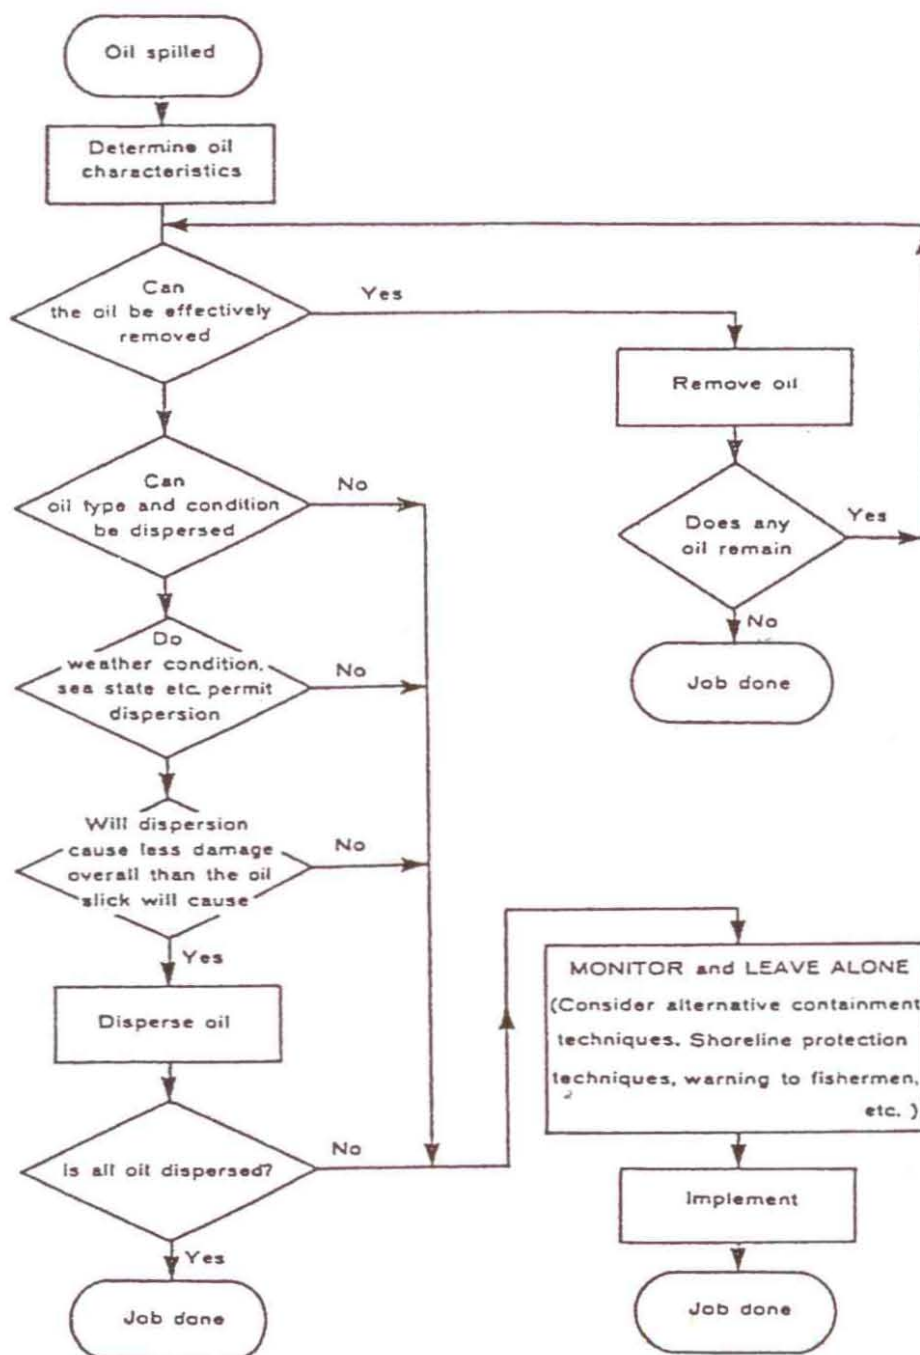 Oil spilled
Determine oil
characteristics
Can
the oil be effectively
removed
Yes
Remove oil
Can
oil type and condition
be dispersed
No
Does any
oil remain
Yes
No
Job done
Do
weather condition,
sea state etc. permit
dispersion
No
Will dispersion
cause less damage
overall than the oil
slick will cause
No
Yes
Disperse oil
MONITOR and LEAVE ALONE
(Consider alternative containment
techniques. Shoreline protection
techniques, warning to fishermen,
etc. )
Is all oil dispersed?
No
Yes
Implement
Job done
Job done